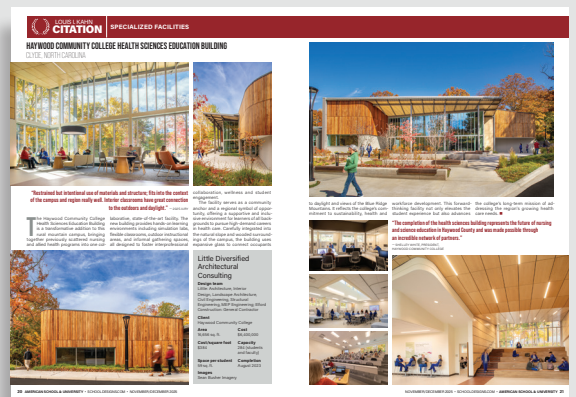 LOUIS I. KAHN
CITATION
SPECIALIZED FACILITIES
HAYWOOD COMMUNITY COLLEGE HEALTH SCIENCES EDUCATION BUILDING
CLYDE, NORTH CAROLINA
"Restrained but intentional use of materials and structure; fits into the context
of the campus and region really well. Interior classrooms have great connection
to the outdoors and daylight."
The Haywood Community College
Health Sciences Education Building
is a transformative addition to this
rural mountain campus, bringing
together previously scattered nursing
and allied health programs into one col-
laborative, state-of-the-art facility. The
new building provides hands-on learning
environments including simulation labs,
flexible classrooms, outdoor instructional
areas, and informal gathering spaces,
all designed to foster interprofessional
collaboration, wellness and student
engagement.
The facility serves as a community
anchor and a regional symbol of oppor-
tunity, offering a supportive and inclu-
sive environment for learners of all back-
grounds to pursue high-demand careers
in health care. Carefully integrated into
the natural slope and wooded surround-
ings of the campus, the building uses
expansive glass to connect occupants
Little Diversified
Architectural
Consulting
Design team
Little: Architecture, Interior
Design, Landscape Architecture,
Civil Engineering, Structural
Engineering, MEP Engineering;
General Contractor
Client
Haywood Community College
Area
Cost
Cost/square foot
Capacity
(students
and faculty)
Space per student
Completion
August 2024
Images
Sean Busher Imagery
to daylight and views of the Blue Ridge
Mountains. It reflects the college's com-
mitment to sustainability, health and
workforce development. This forward-
thinking facility not only elevates the
student experience but also advances
the college's long-term mission of ad-
dressing the region's growing health
care needs. ■
"The completion of the health sciences building represents the future of nursing
and science education in Haywood County and was made possible through
an incredible network of partners."
— SHELLEY WHITE, PRESIDENT,
HAYWOOD COMMUNITY COLLEGE
20 AMERICAN SCHOOL & UNIVERSITY • SCHOOLDESIGNS.COM • NOVEMBER/DECEMBER 2025
NOVEMBER/DECEMBER 2025 • SCHOOLDESIGNS.COM • AMERICAN SCHOOL & UNIVERSITY 21